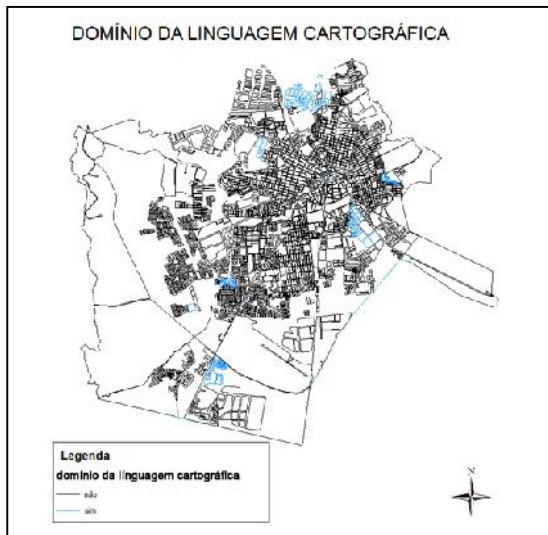 DOMÍNIO DA LINGUAGEM CARTOGRÁFICA
Legenda
domínio da linguagem cartográfica
não
sim
N